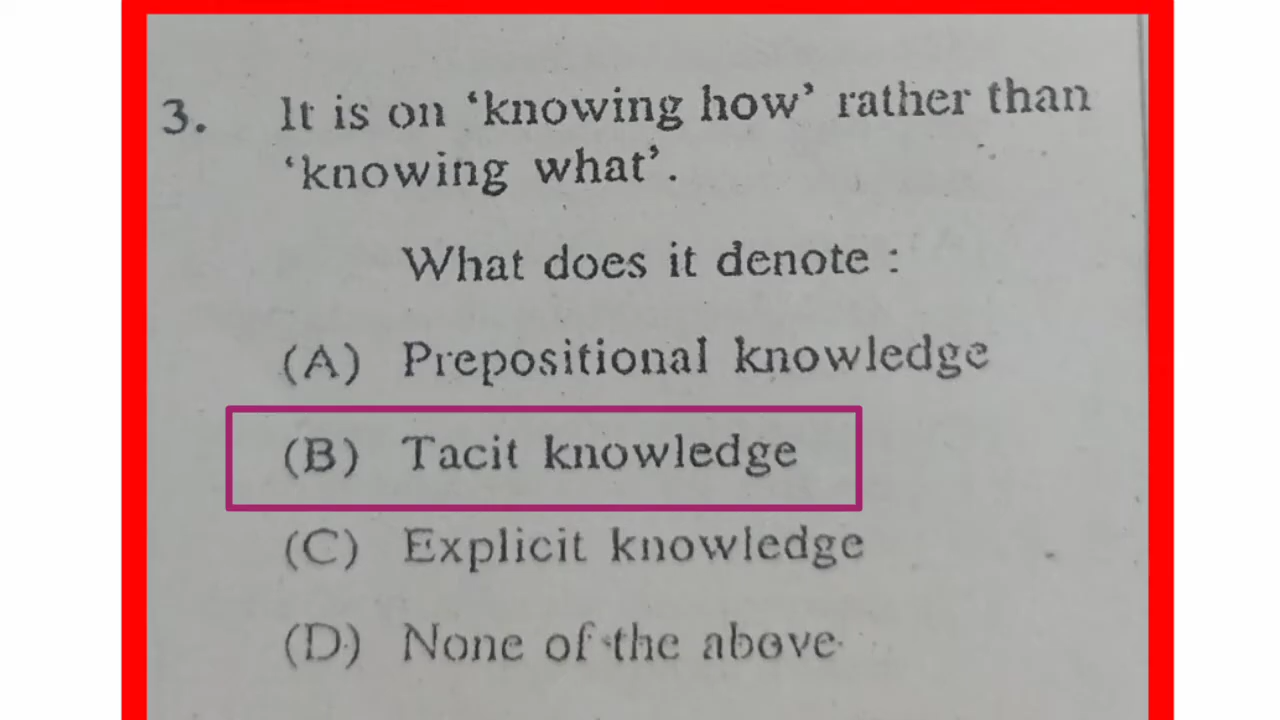 3. It is on ‘knowing how’ rather than
‘knowing what’.
What does it denote :
(A) Prepositional knowledge
(B) Tacit knowledge
(C) Explicit knowledge
(D) None of the above